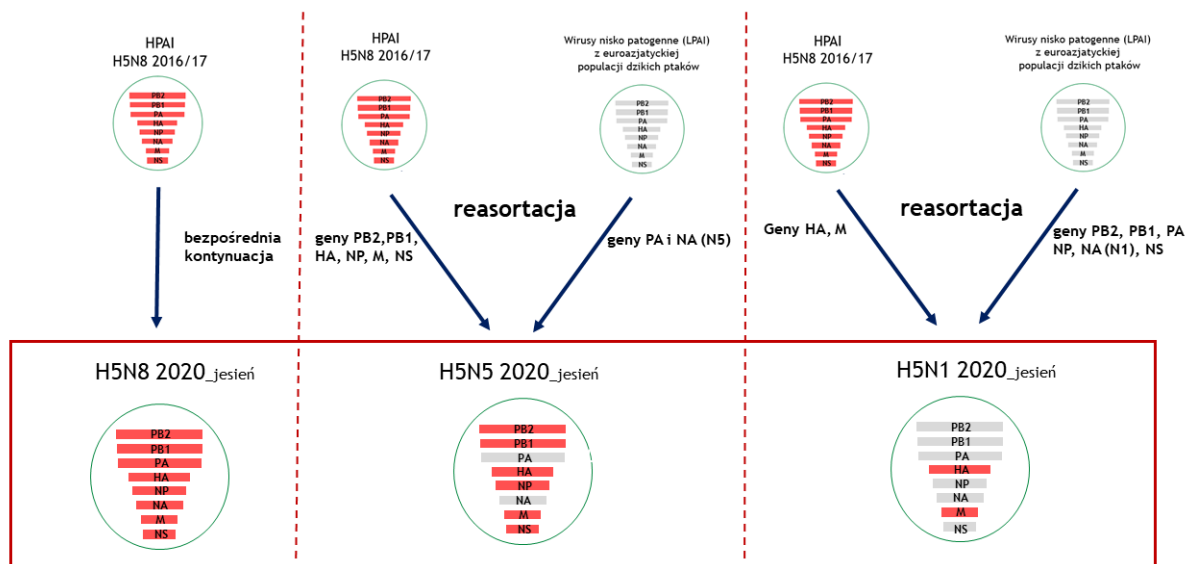 HPAI
H5N8 2016/17
PB2
PB1
PA
HA
NP
NA
M
NS
bezpośrednia
kontynuacja
HPAI
H5N8 2016/17
PB2
PB1
PA
HA
NP
NA
M
NS
Wirusy nisko patogenne (LPAI)
z euroazjatyckiej
populacji dzikich ptaków
PB2
PB1
PA
HA
NP
NA
M
NS
reasortacja
geny PB2,PB1,
HA, NP, M, NS
geny PA i NA (N5)
HPAI
H5N8 2016/17
PB2
PB1
PA
HA
NP
NA
M
NS
Wirusy nisko patogenne (LPAI)
z euroazjatyckiej
populacji dzikich ptaków
PB2
PB1
PA
HA
NP
NA
M
NS
reasortacja
Geny HA, M
geny PB2, PB1, PA
NP, NA (N1), NS
H5N8 2020_jesień
PB2
PB1
PA
HA
NP
NA
M
NS
H5N5 2020_jesień
PB2
PB1
PA
HA
NP
NA
M
NS
H5N1 2020_jesień
PB2
PB1
PA
HA
NP
NA
M
NS